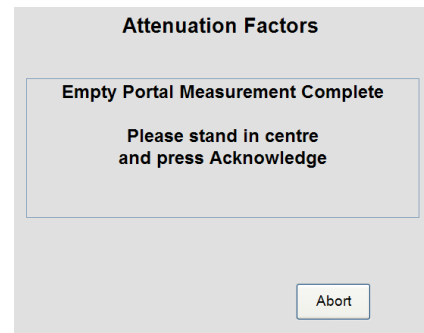 Attenuation Factors
Empty Portal Measurement Complete
Please stand in centre
and press Acknowledge
Abort